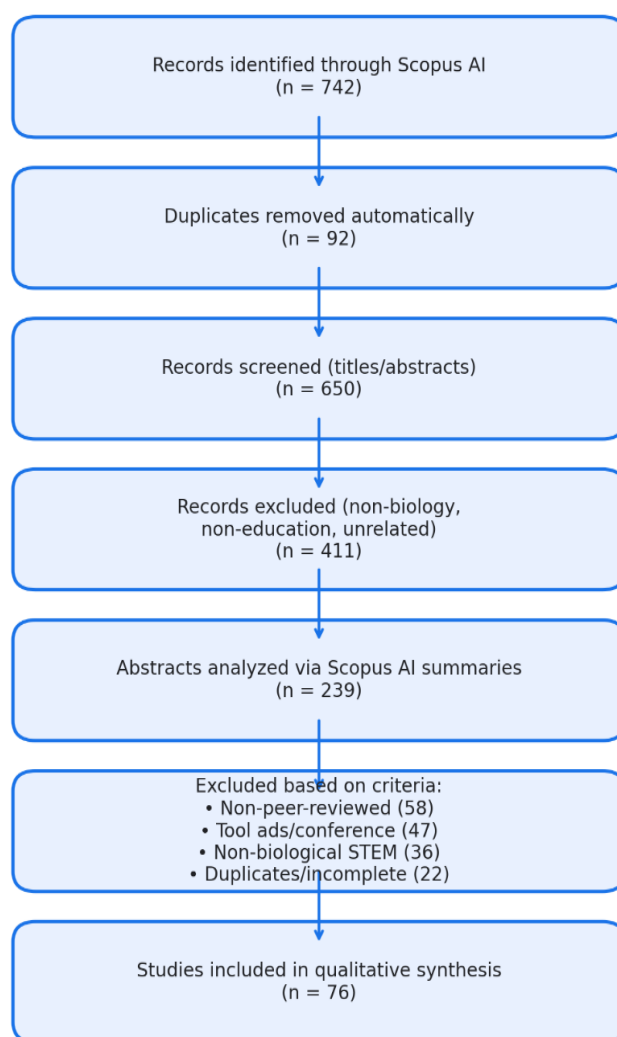 Records identified through Scopus AI
(n = 742)
Duplicates removed automatically
(n = 92)
Records screened (titles/abstracts)
(n = 650)
Records excluded (non-biology,
non-education, unrelated)
(n = 411)
Abstracts analyzed via Scopus AI summaries
(n = 239)
Excluded based on criteria:
• Non-peer-reviewed (58)
• Tool ads/conference (47)
• Non-biological STEM (36)
• Duplicates/incomplete (22)
Studies included in qualitative synthesis
(n = 76)